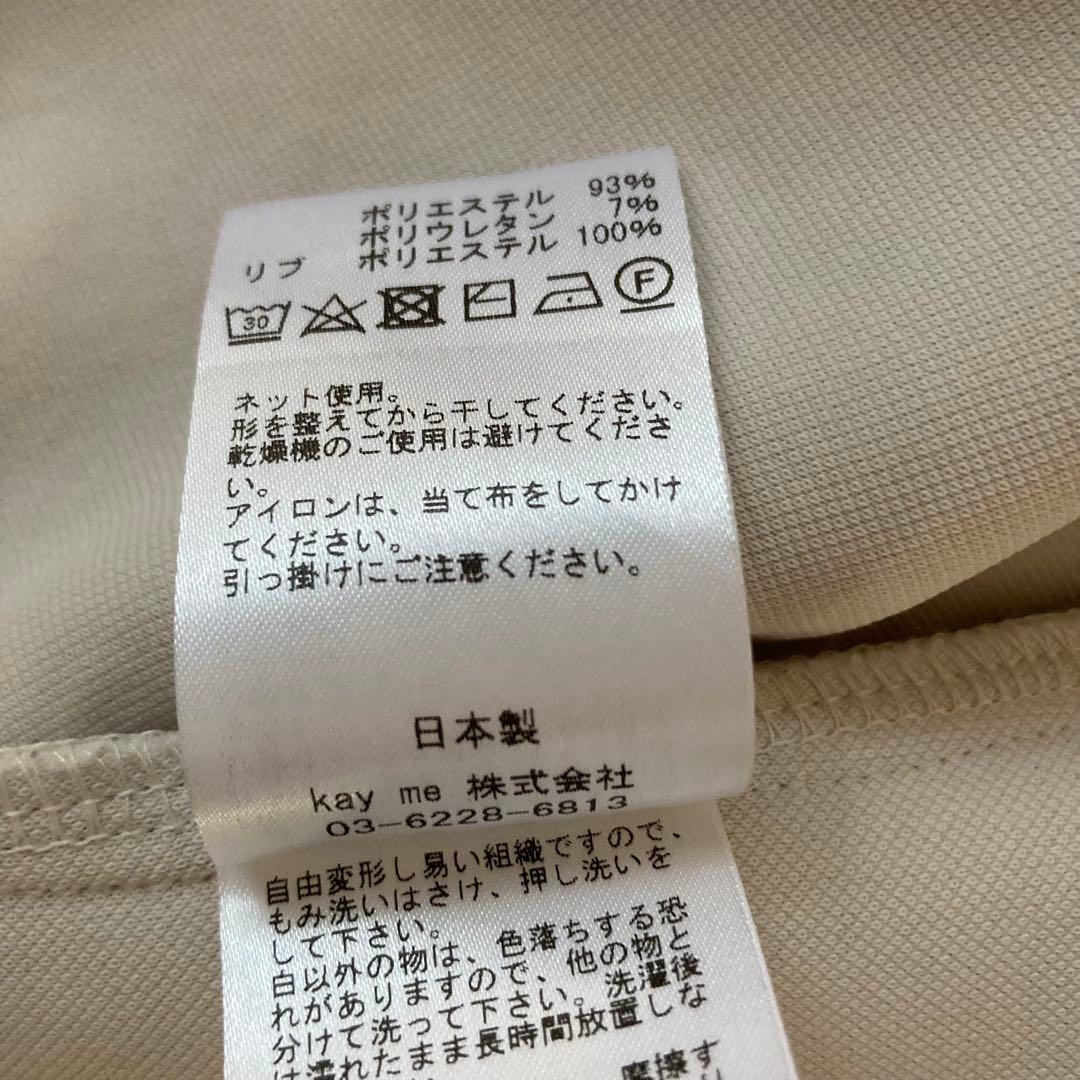 ポリエステル 93%
ポリウレタン 7%
リブ ポリエステル 100%
30
F
ネット使用。
形を整えてから干してください。
乾燥機のご使用は避けてくださ
い。
アイロンは、当て布をしてかけ
てください。
引っ掛けにご注意ください。
日本製
kay me 株式会社
03-6228-6813
自由変形し易い組織ですので、
もみ洗いはさけ、押し洗いを
して下さい。
白以外の物は、色落ちする恐
れがありますので、他の物と
分けて洗って下さい。洗濯後
は濡れたまま長時間放置しな
摩擦す